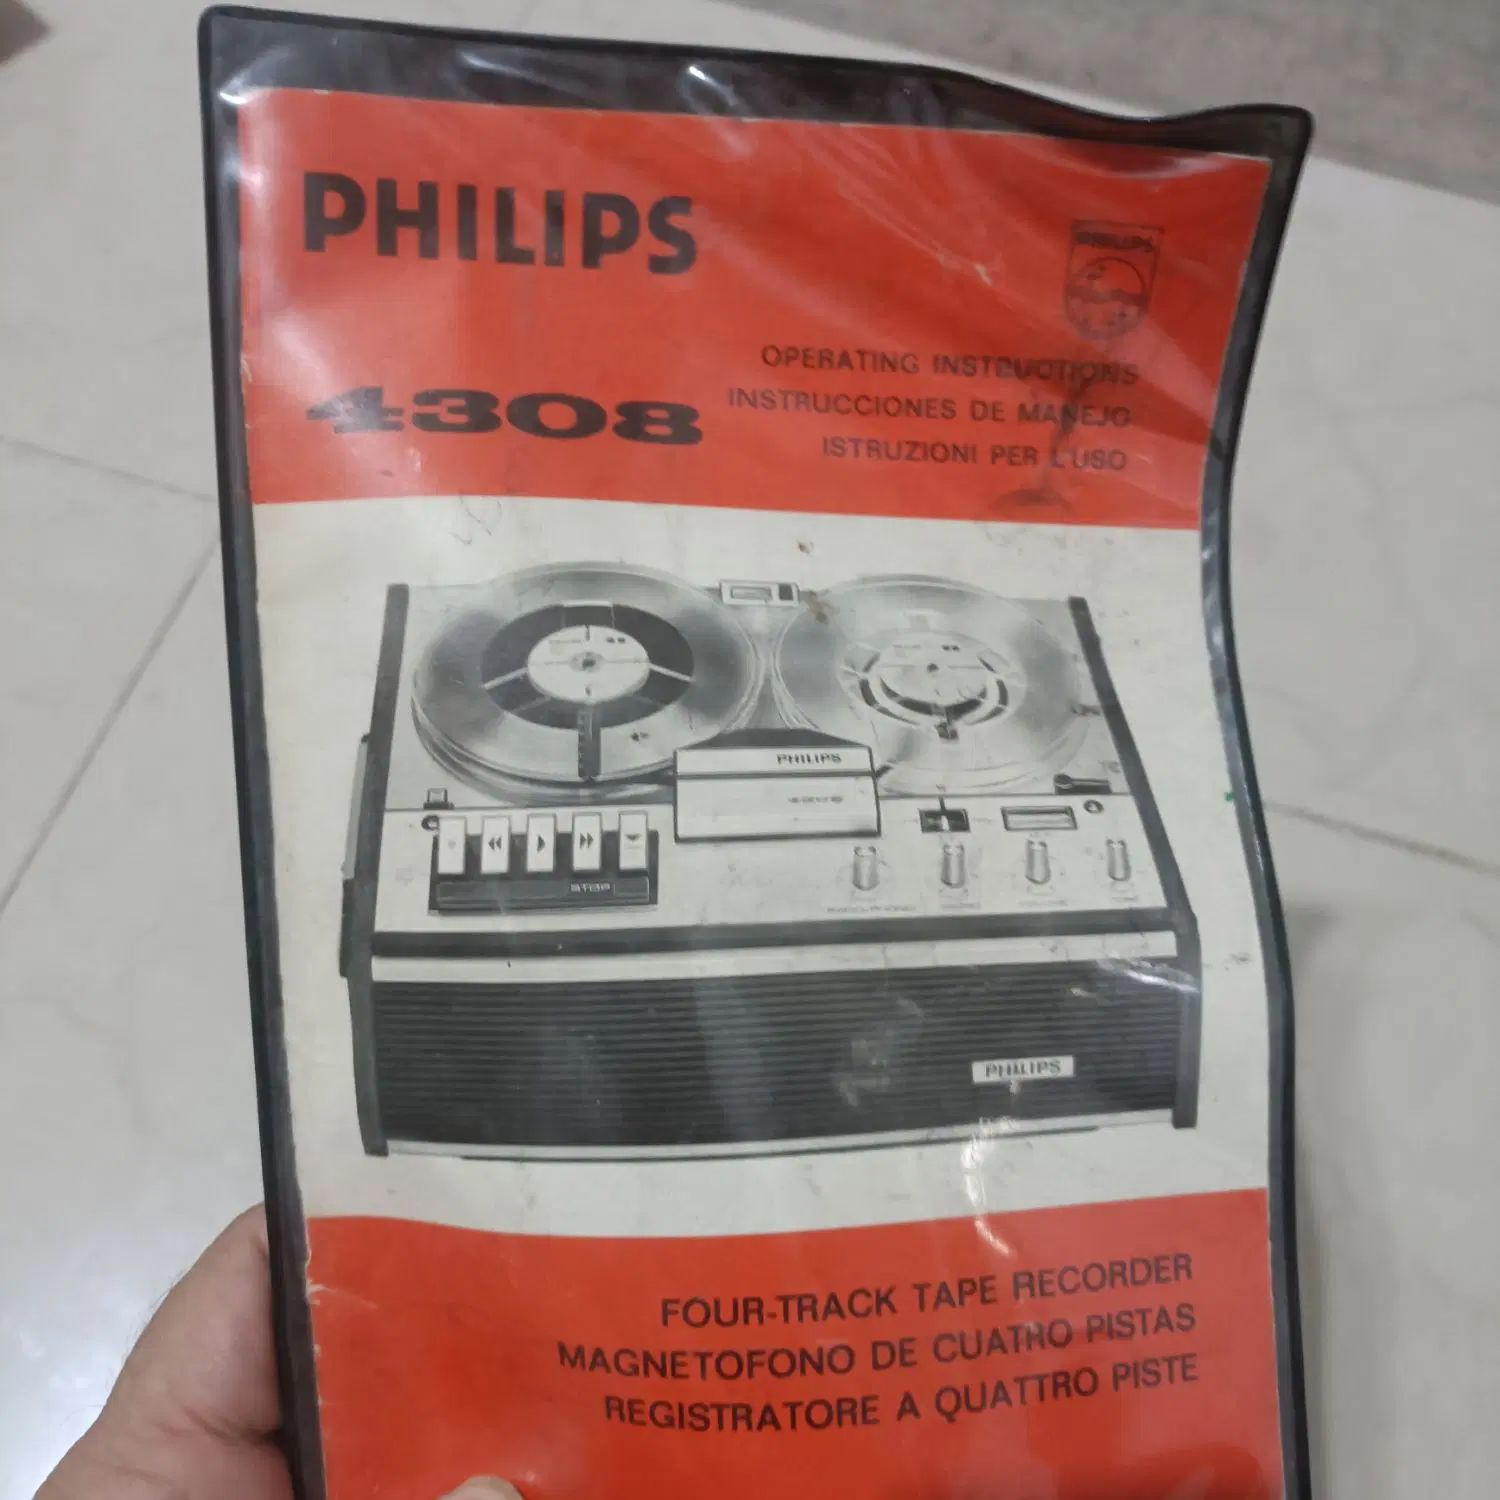 PHILIPS
PHILIPS
OPERATING INSTRUCTIONS
4308
INSTRUCCIONES DE MANEJO
ISTRUZIONI PER L'USO
PHILIPS
STOP
PHILIPS
FOUR-TRACK TAPE RECORDER
MAGNETOFONO DE CUATRO PISTAS
REGISTRATORE A QUATTRO PISTE